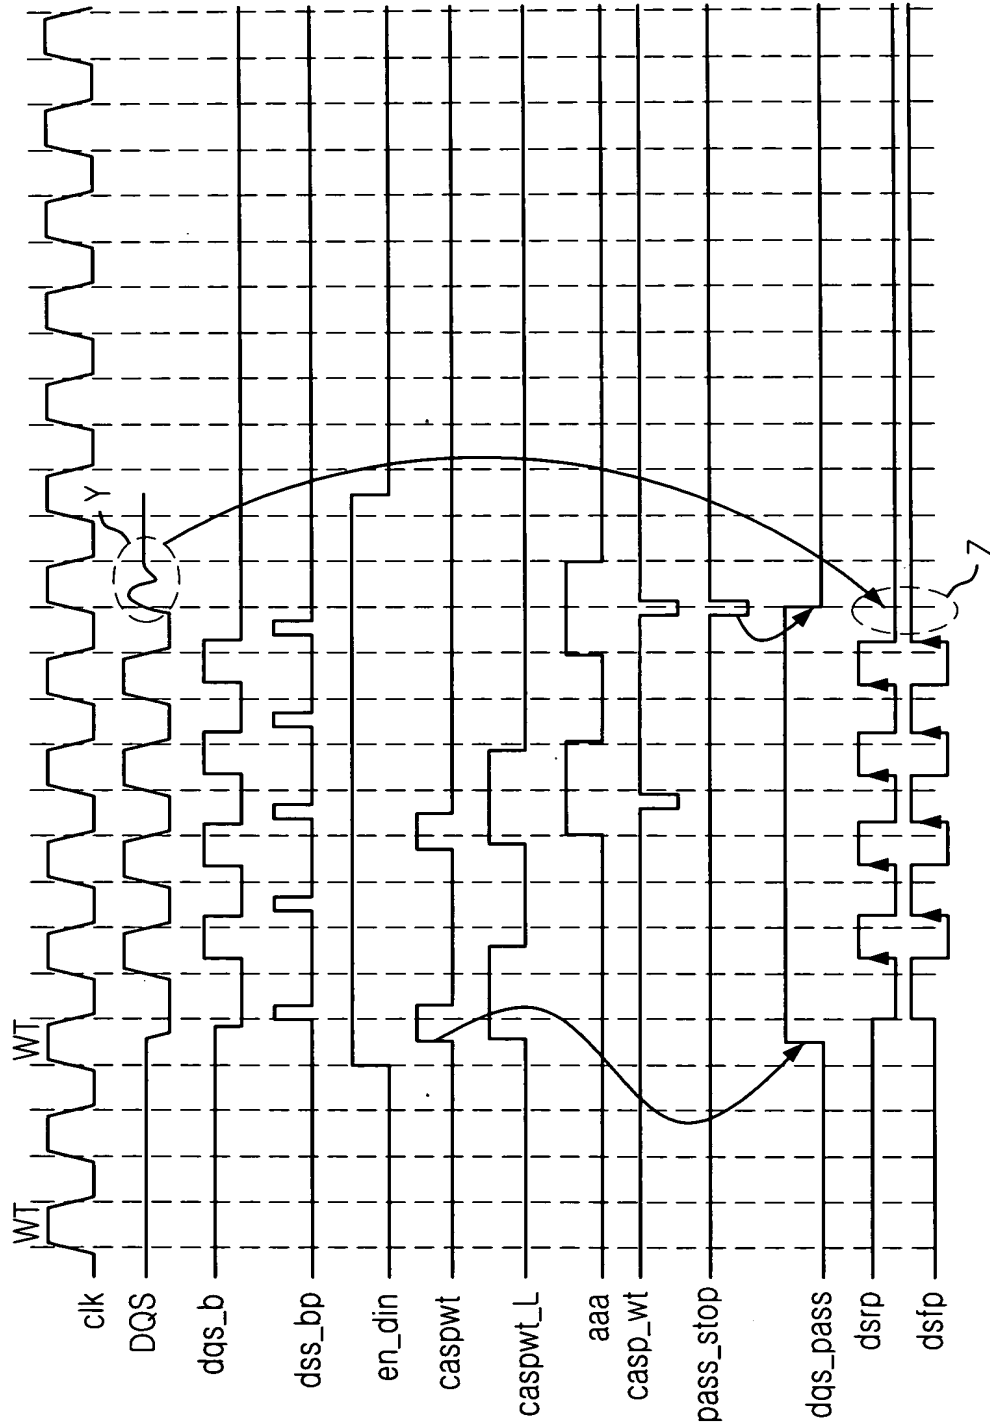 WT
WT
clk
DQS
Y
dqs_b
dss_bp
en_din
caspwt
caspwt_L
aaa
casp_wt
pass_stop
dqs_pass
dsrp
dsfp
7